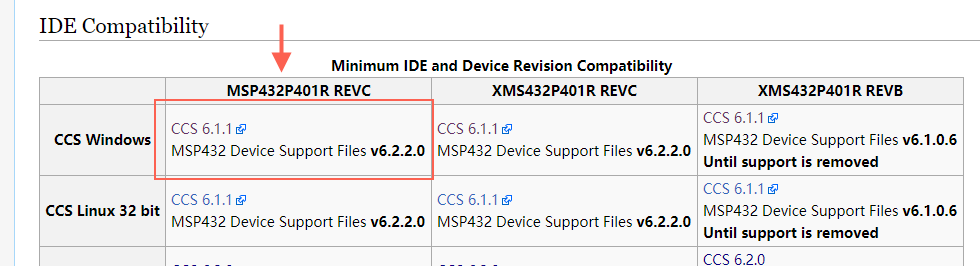 IDE Compatibility
Minimum IDE and Device Revision Compatibility
MSP432P401R REVC XMS432P401R REVC XMS432P401R REVB
CCS Windows
CCS 6.1.1
MSP432 Device Support Files v6.2.2.0
CCS 6.1.1
MSP432 Device Support Files v6.2.2.0
CCS 6.1.1
MSP432 Device Support Files v6.1.0.6
Until support is removed
CCS Linux 32 bit
CCS 6.1.1
MSP432 Device Support Files v6.2.2.0
CCS 6.1.1
MSP432 Device Support Files v6.2.2.0
CCS 6.1.1
MSP432 Device Support Files v6.1.0.6
Until support is removed
CCS 6.2.0